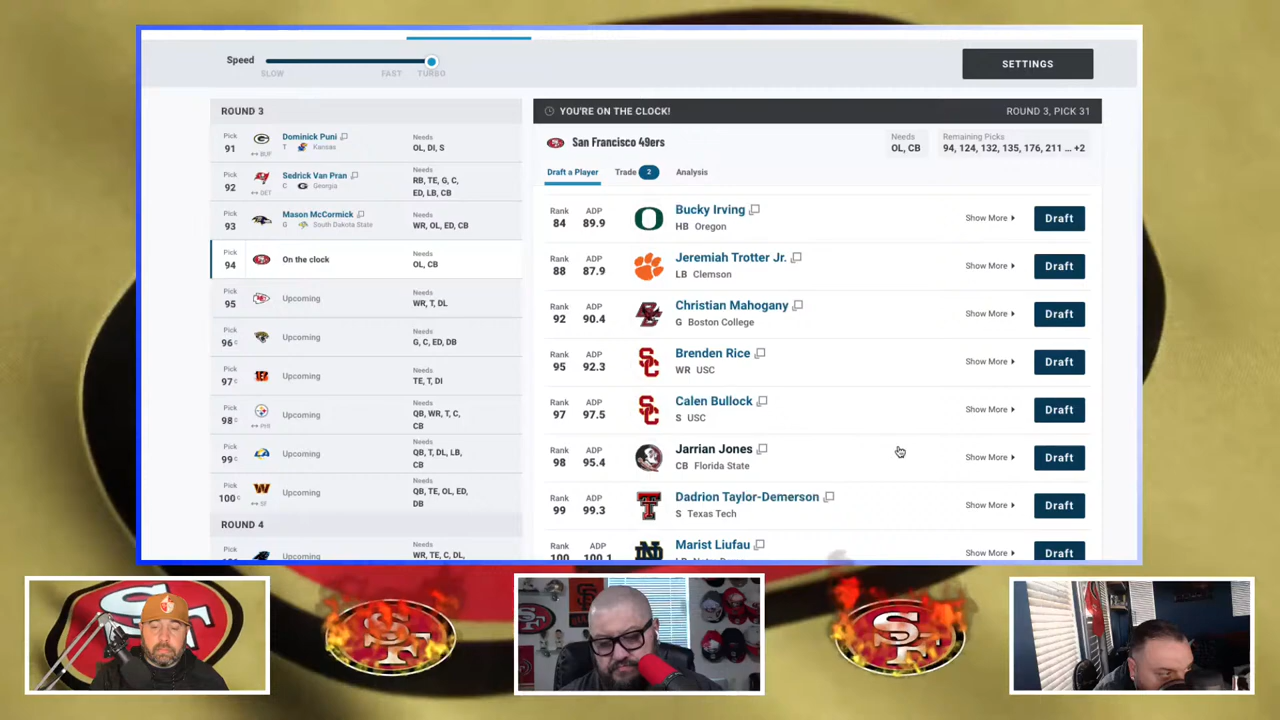 Speed
SLOW
FAST
TURBO
SETTINGS
ROUND 3
Pick 91
BUF
Dominick Puni
T Kansas
Needs
OL, DI, S
Pick 92
DET
Sedrick Van Pran
C Georgia
Needs
RB, TE, G, C,
ED, LB, CB
Pick 93
Mason McCormick
G South Dakota State
Needs
WR, OL, ED, CB
Pick 94
On the clock
Needs
OL, CB
Pick 95
Upcoming
Needs
WR, T, DL
Pick 96 C
Upcoming
Needs
G, C, ED, DB
Pick 97 C
Upcoming
Needs
TE, T, DI
Pick 98 C
PHI
Upcoming
Needs
QB, WR, T, C,
CB
Pick 99 C
Upcoming
Needs
QB, T, DL, LB,
CB
Pick 100 C
SF
Upcoming
Needs
QB, TE, OL, ED,
DB
ROUND 4
Upcoming
WR, TE, C, DL,
YOU'RE ON THE CLOCK!
ROUND 3, PICK 31
San Francisco 49ers
Needs
OL, CB
Remaining Picks
94, 124, 132, 135, 176, 211 ... +2
Draft a Player
Trade 2
Analysis
Rank 84 ADP 89.9
Bucky Irving
HB Oregon
Show More
Draft
Rank 88 ADP 87.9
Jeremiah Trotter Jr.
LB Clemson
Show More
Draft
Rank 92 ADP 90.4
Christian Mahogany
G Boston College
Show More
Draft
Rank 95 ADP 92.3
Brenden Rice
WR USC
Show More
Draft
Rank 97 ADP 97.5
Calen Bullock
S USC
Show More
Draft
Rank 98 ADP 95.4
Jarrian Jones
CB Florida State
Show More
Draft
Rank 99 ADP 99.3
Dadrion Taylor-Demerson
S Texas Tech
Show More
Draft
Rank 100 ADP 100.1
Marist Liufau
Show More
Draft